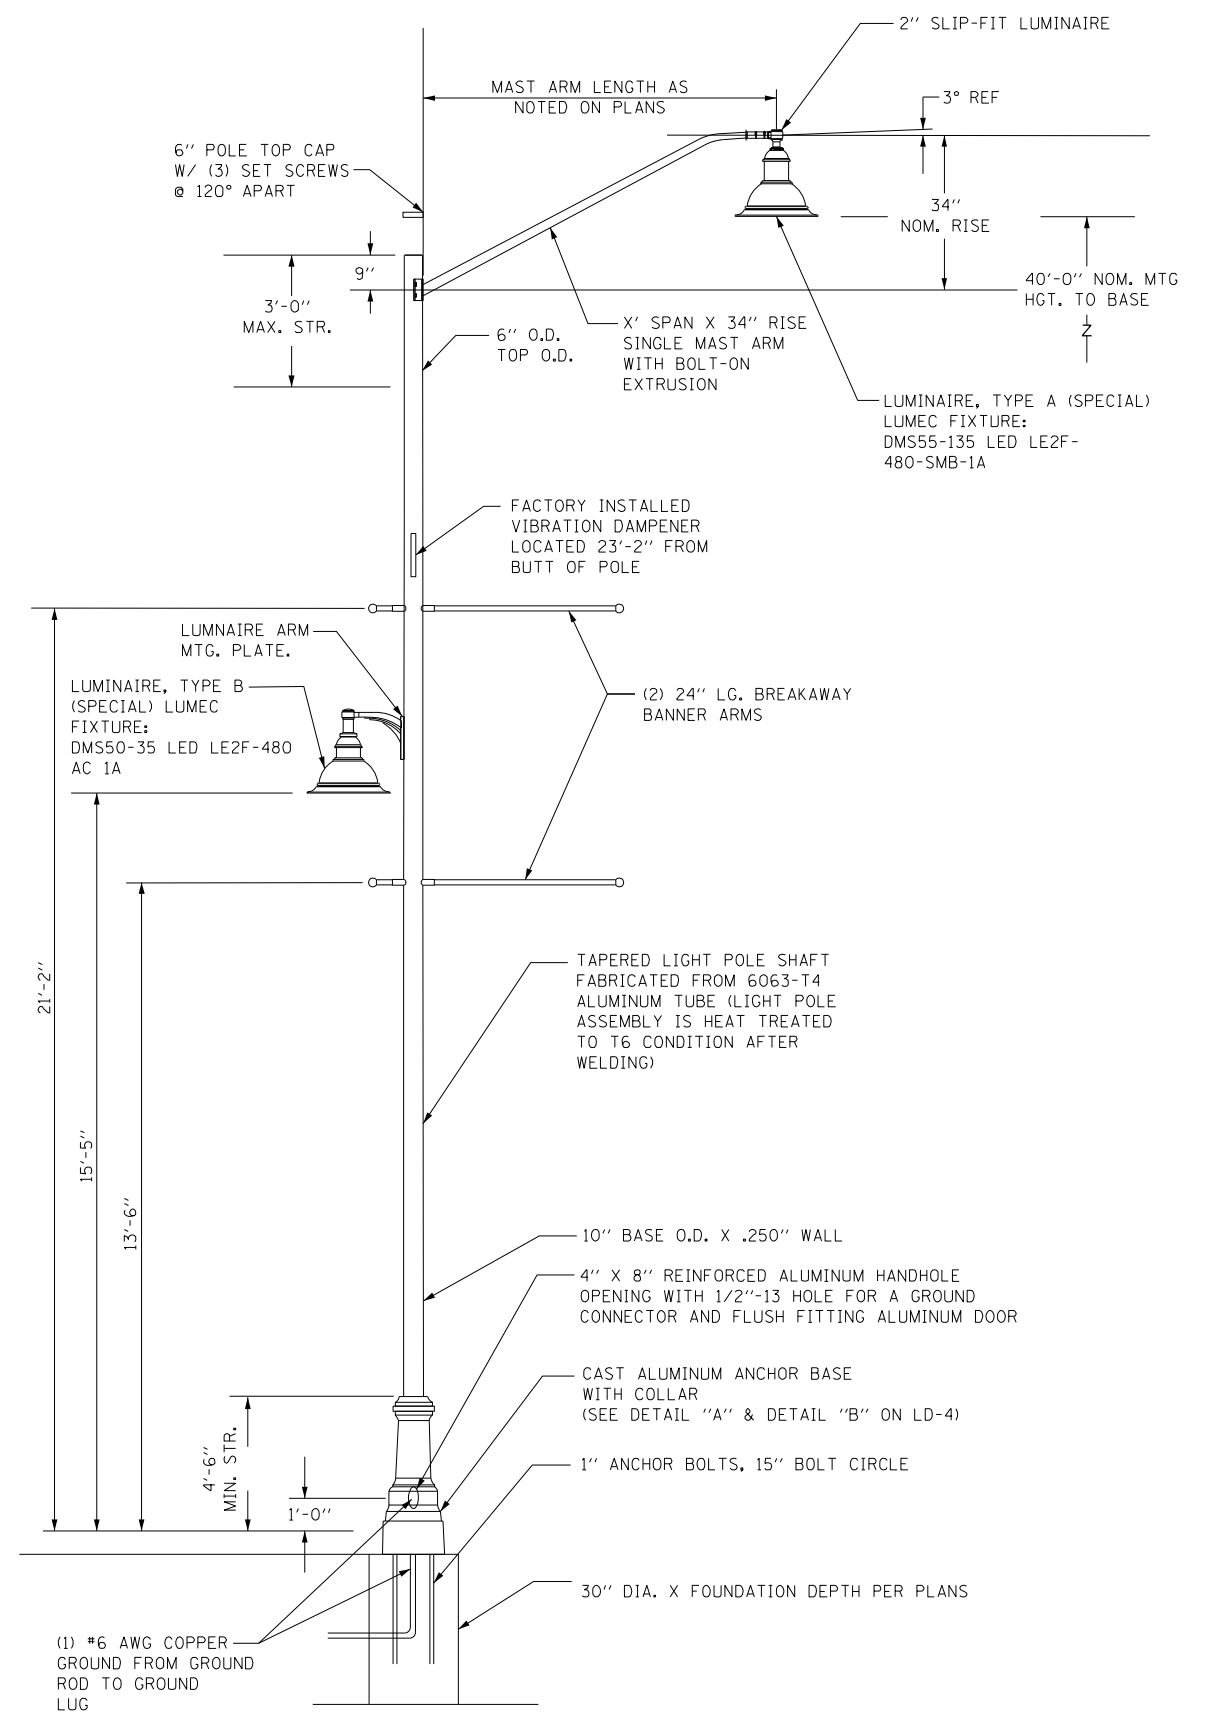 2" SLIP-FIT LUMINAIRE
MAST ARM LENGTH AS
NOTED ON PLANS
3° REF
6" POLE TOP CAP
W/ (3) SET SCREWS
@ 120° APART
34"
NOM. RISE
9"
40'-0" NOM. MTG
HGT. TO BASE
Z
3'-0"
MAX. STR.
6" O.D.
TOP O.D.
X' SPAN X 34" RISE
SINGLE MAST ARM
WITH BOLT-ON
EXTRUSION
LUMINAIRE, TYPE A (SPECIAL)
LUMEC FIXTURE:
DMS55-135 LED LE2F-
480-SMB-1A
FACTORY INSTALLED
VIBRATION DAMPENER
LOCATED 23'-2" FROM
BUTT OF POLE
LUMNAIRE ARM
MTG. PLATE.
LUMINAIRE, TYPE B
(SPECIAL) LUMEC
FIXTURE:
DMS50-35 LED LE2F-480
AC 1A
(2) 24" LG. BREAKAWAY
BANNER ARMS
21'-2"
15'-5"
13'-6"
TAPERED LIGHT POLE SHAFT
FABRICATED FROM 6063-T4
ALUMINUM TUBE (LIGHT POLE
ASSEMBLY IS HEAT TREATED
TO T6 CONDITION AFTER
WELDING)
10" BASE O.D. X .250" WALL
4" X 8" REINFORCED ALUMINUM HANDHOLE
OPENING WITH 1/2"-13 HOLE FOR A GROUND
CONNECTOR AND FLUSH FITTING ALUMINUM DOOR
CAST ALUMINUM ANCHOR BASE
WITH COLLAR
(SEE DETAIL "A" & DETAIL "B" ON LD-4)
4'-6"
MIN. STR.
1'-0"
1" ANCHOR BOLTS, 15" BOLT CIRCLE
30" DIA. X FOUNDATION DEPTH PER PLANS
(1) #6 AWG COPPER
GROUND FROM GROUND
ROD TO GROUND
LUG